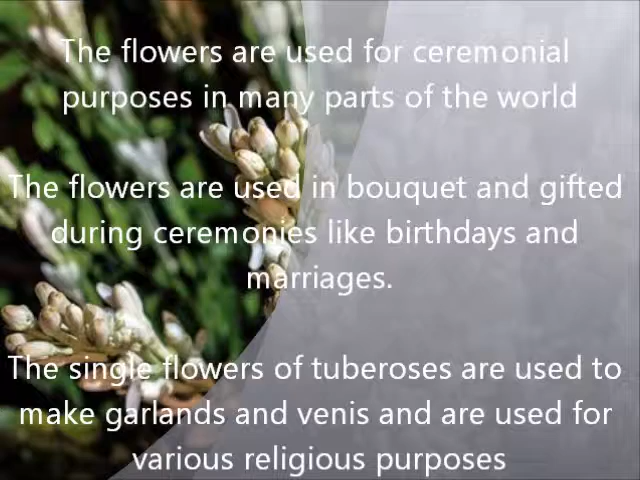 The flowers are used for ceremonial
purposes in many parts of the world
The flowers are used in bouquet and gifted
during ceremonies like birthdays and
marriages.
The single flowers of tuberoses are used to
make garlands and venis and are used for
various religious purposes